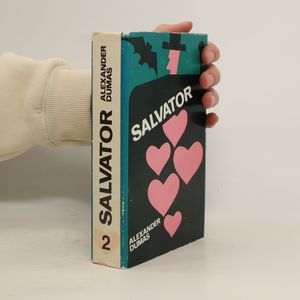 SALVATOR
ALEXANDER
DUMAS
2
SALVATOR
ALEXANDER
DUMAS